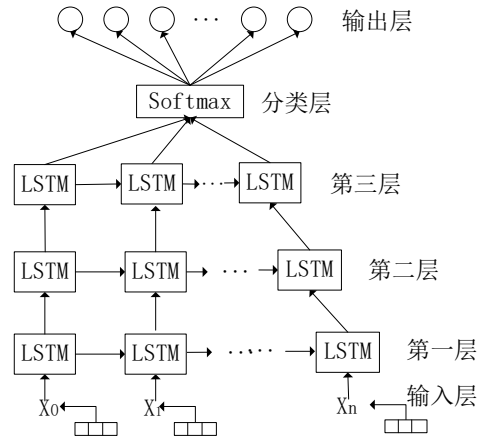 ··· 输出层
Softmax 分类层
LSTM LSTM ··· LSTM 第三层
LSTM LSTM ··· LSTM 第二层
LSTM LSTM ······ LSTM 第一层
X0 X1 Xn 输入层